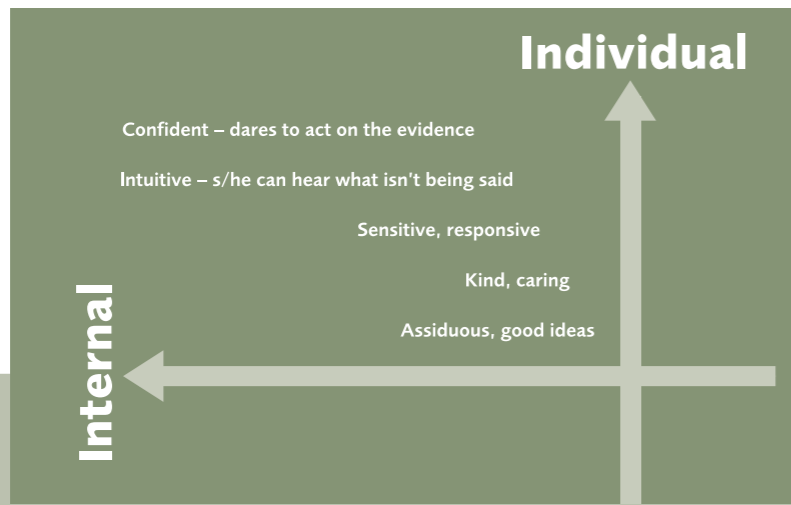 Individual
Confident – dares to act on the evidence
Intuitive – s/he can hear what isn't being said
Sensitive, responsive
Kind, caring
Assiduous, good ideas
Internal